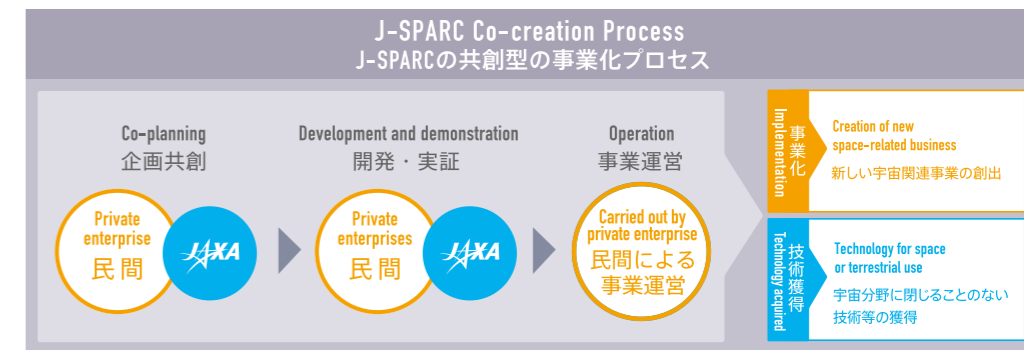 J-SPARC Co-creation Process
J-SPARCの共創型の事業化プロセス
Co-planning
企画共創
Private
enterprise
民間
JAXA
Development and demonstration
開発・実証
Private
enterprises
民間
JAXA
Operation
事業運営
Carried out by
private enterprise
民間による
事業運営
事業化
Implementation
Creation of new
space-related business
新しい宇宙関連事業の創出
技術獲得
Technology acquired
Technology for space
or terrestrial use
宇宙分野に閉じることのない
技術等の獲得